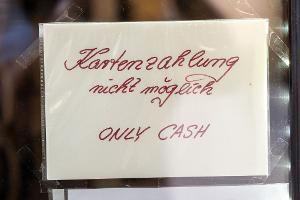 Kartenzahlung
nicht möglich
ONLY CASH